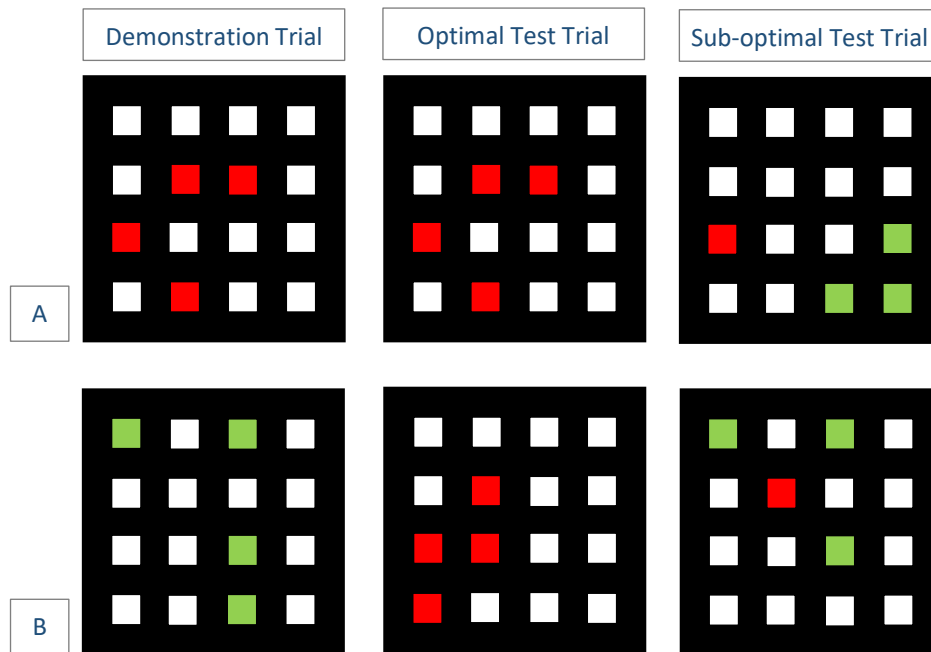 Demonstration Trial
Optimal Test Trial
Sub-optimal Test Trial
A
B